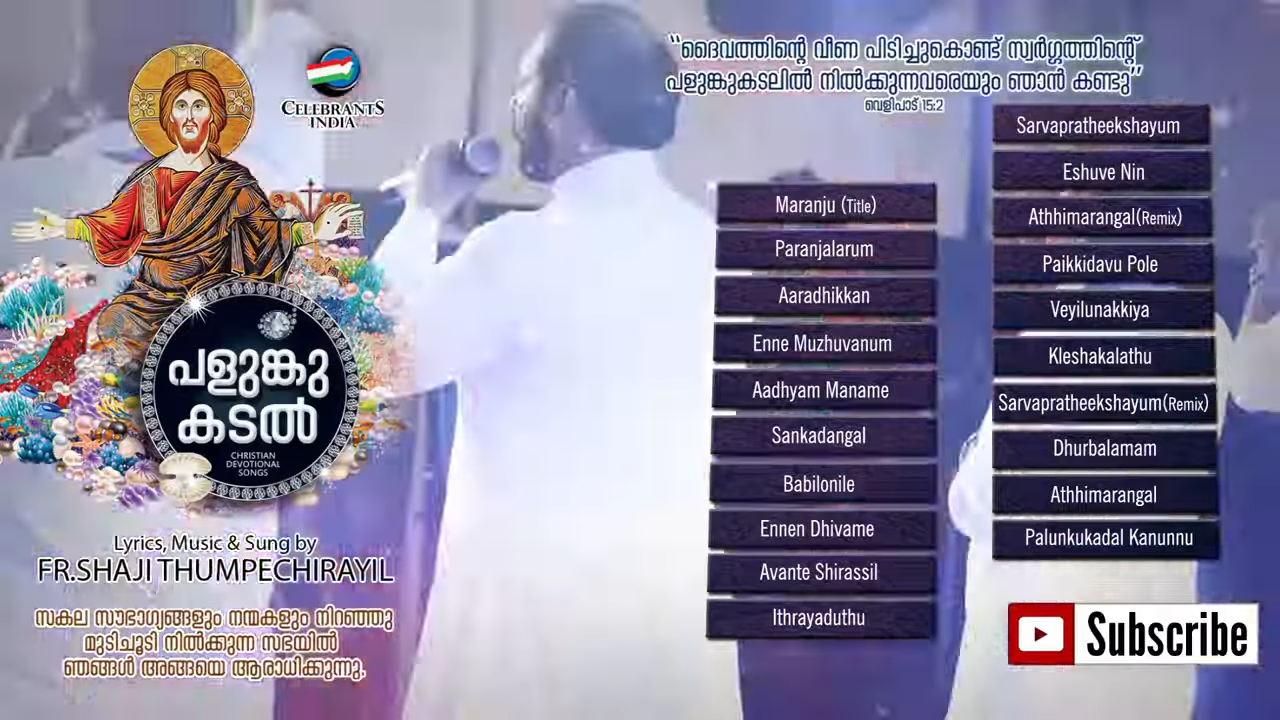 CELEBRANTS
INDIA
പളുങ്കു
കടൽ
CHRISTIAN
DEVOTIONAL
SONGS
Lyrics, Music & Sung by
FR.SHAJI THUMPECHIRAYIL
സകല സൗഭാഗ്യങ്ങളും നന്മകളും നിറഞ്ഞു
മുടിചൂടി നിൽക്കുന്ന സഭയിൽ
ഞങ്ങൾ അങ്ങയെ ആരാധിക്കുന്നു.
“ദൈവത്തിന്റെ വീണ പിടിച്ചുകൊണ്ട് സ്വർഗ്ഗത്തിന്റെ
പളുങ്കുകടലിൽ നിൽക്കുന്നവരെയും ഞാൻ കണ്ടു”
വെളിപാട് 15:2
Maranju (Title)
Paranjalarum
Aaradhikkan
Enne Muzhuvanum
Aadhyam Maname
Sankadangal
Babilonile
Ennen Dhivame
Avante Shirassil
Ithrayaduthu
Sarvapratheekshayum
Eshuve Nin
Athhimarangal(Remix)
Paikkidavu Pole
Veyilunakkiya
Kleshakalathu
Sarvapratheekshayum(Remix)
Dhurbalamam
Athhimarangal
Palunkukadal Kanunnu
Subscribe